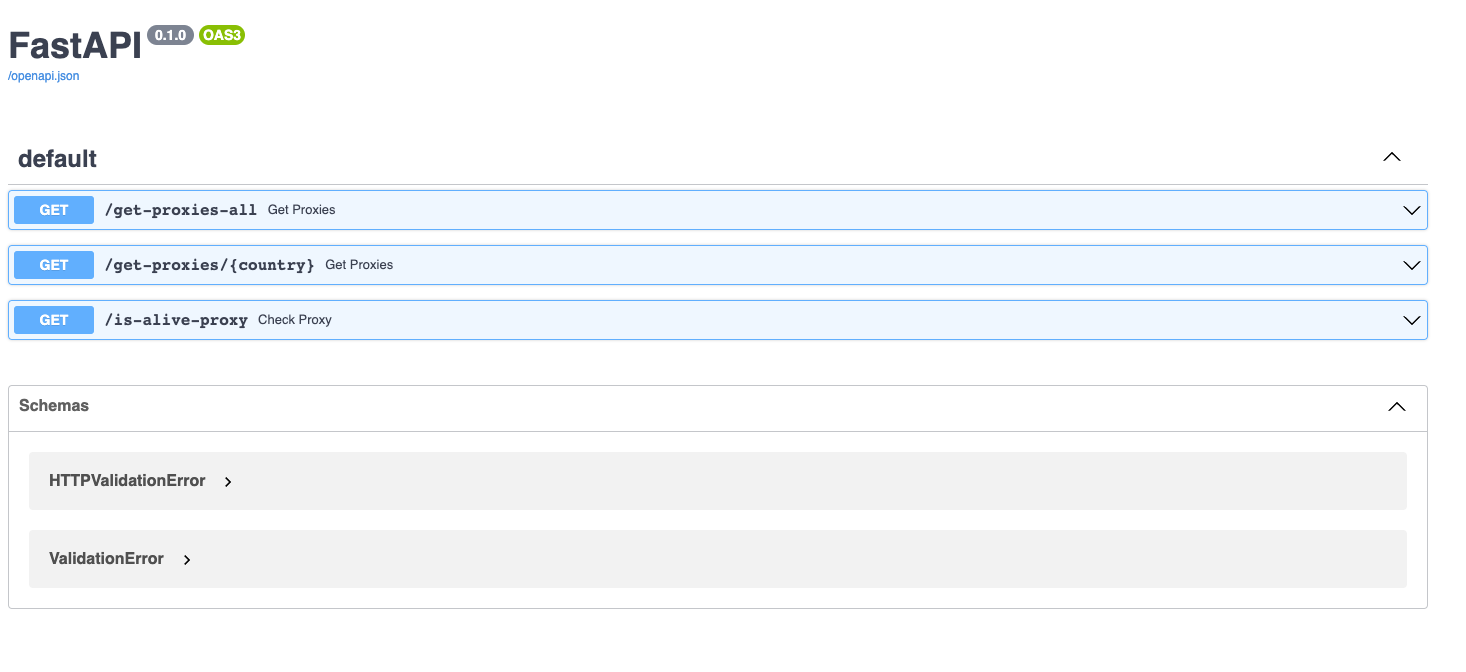 FastAPI 0.1.0 OAS3
/openapi.json
default
GET /get-proxies-all Get Proxies
GET /get-proxies/{country} Get Proxies
GET /is-alive-proxy Check Proxy
Schemas
HTTPValidationError
ValidationError